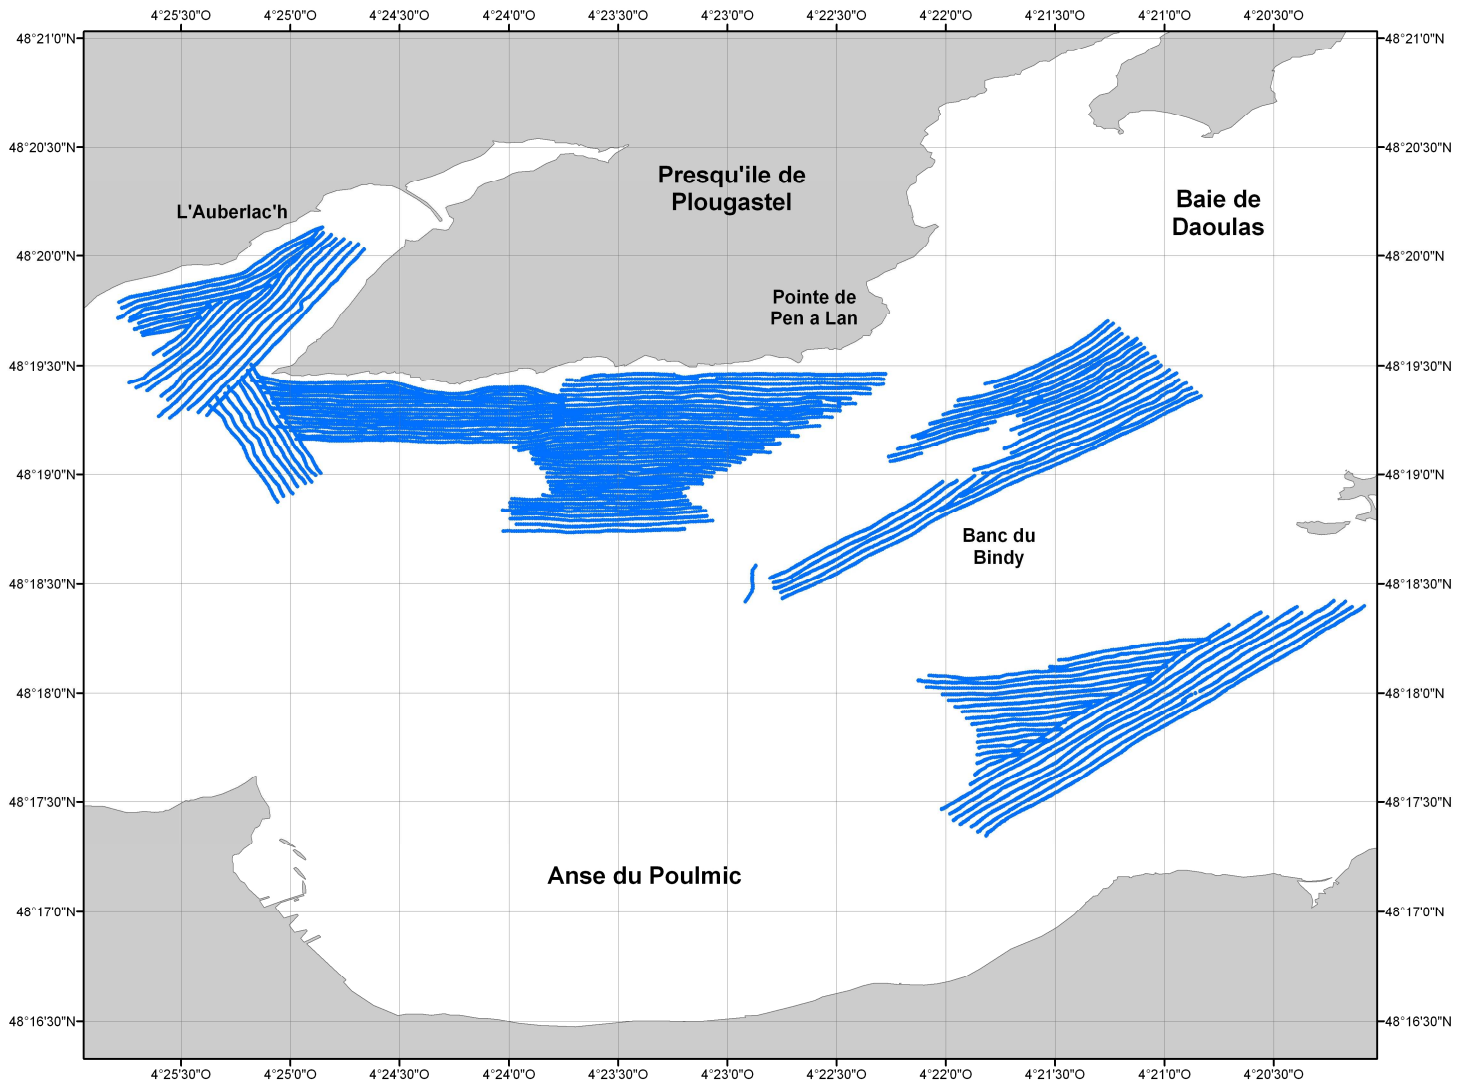 4°25'30"O 4°25'0"O 4°24'30"O 4°24'0"O 4°23'30"O 4°23'0"O 4°22'30"O 4°22'0"O 4°21'30"O 4°21'0"O 4°20'30"O
48°21'0"N 48°21'0"N
48°20'30"N 48°20'30"N
Presqu'ile de
Plougastel
Baie de
Daoulas
L'Auberlac'h
48°20'0"N 48°20'0"N
Pointe de
Pen a Lan
48°19'30"N 48°19'30"N
48°19'0"N 48°19'0"N
Banc du
Bindy
48°18'30"N 48°18'30"N
48°18'0"N 48°18'0"N
48°17'30"N 48°17'30"N
Anse du Poulmic
48°17'0"N 48°17'0"N
48°16'30"N 48°16'30"N
4°25'30"O 4°25'0"O 4°24'30"O 4°24'0"O 4°23'30"O 4°23'0"O 4°22'30"O 4°22'0"O 4°21'30"O 4°21'0"O 4°20'30"O